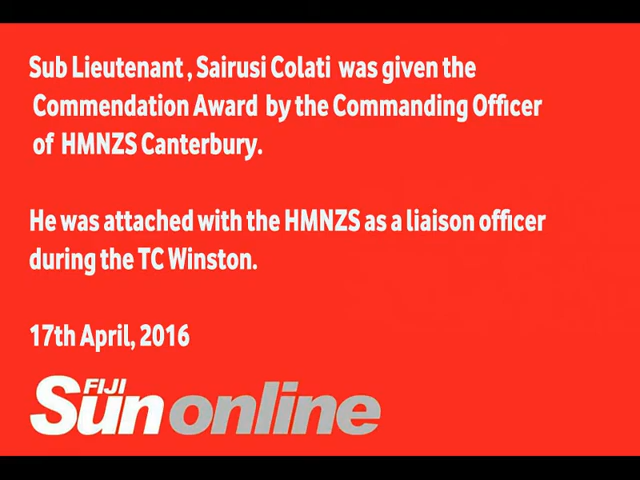 Sub Lieutenant , Sairusi Colati was given the
Commendation Award by the Commanding Officer
of HMNZS Canterbury.
He was attached with the HMNZS as a liaison officer
during the TC Winston.
17th April, 2016
FIJI
Sun online